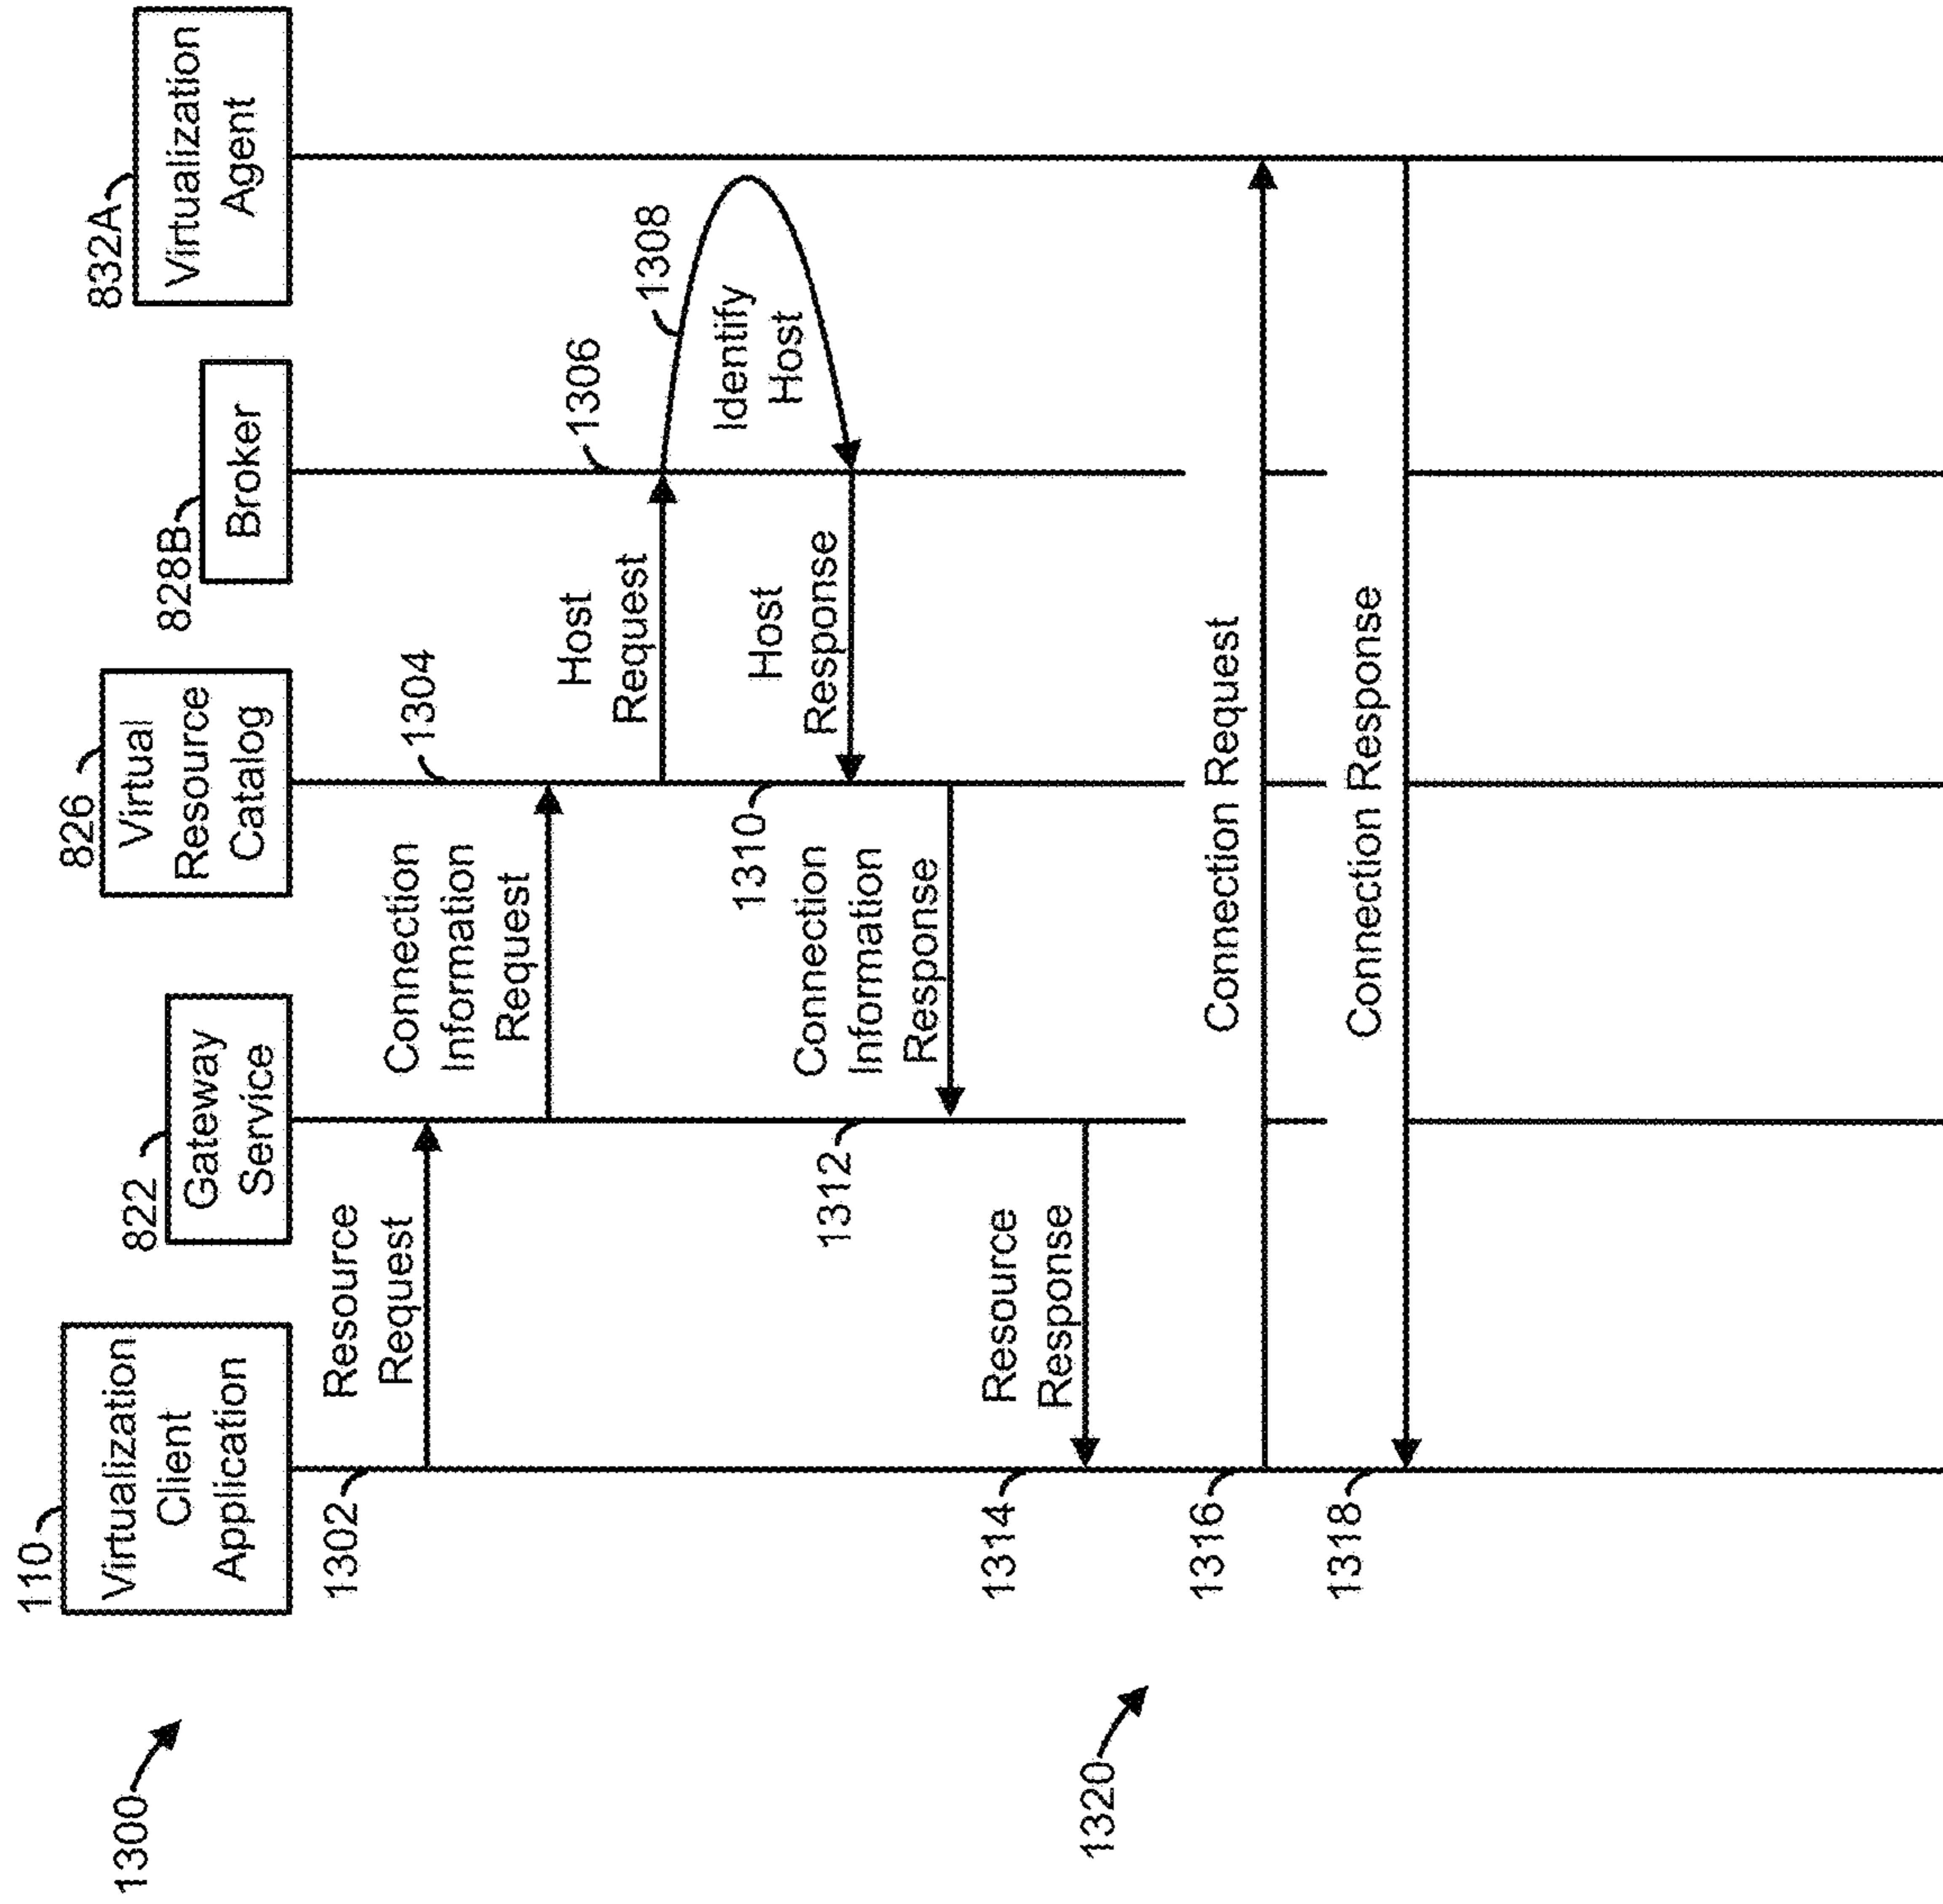 1300
110
Virtualization
Client
Application
822
Gateway
Service
826
Virtual
Resource
Catalog
828B
Broker
832A
Virtualization
Agent
1302
Resource
Request
1304
Connection
Information
Request
1306
Host
Request
1308
Identify
Host
1310
Host
Response
1312
Connection
Information
Response
1314
Resource
Response
1320
1316
Connection Request
1318
Connection Response